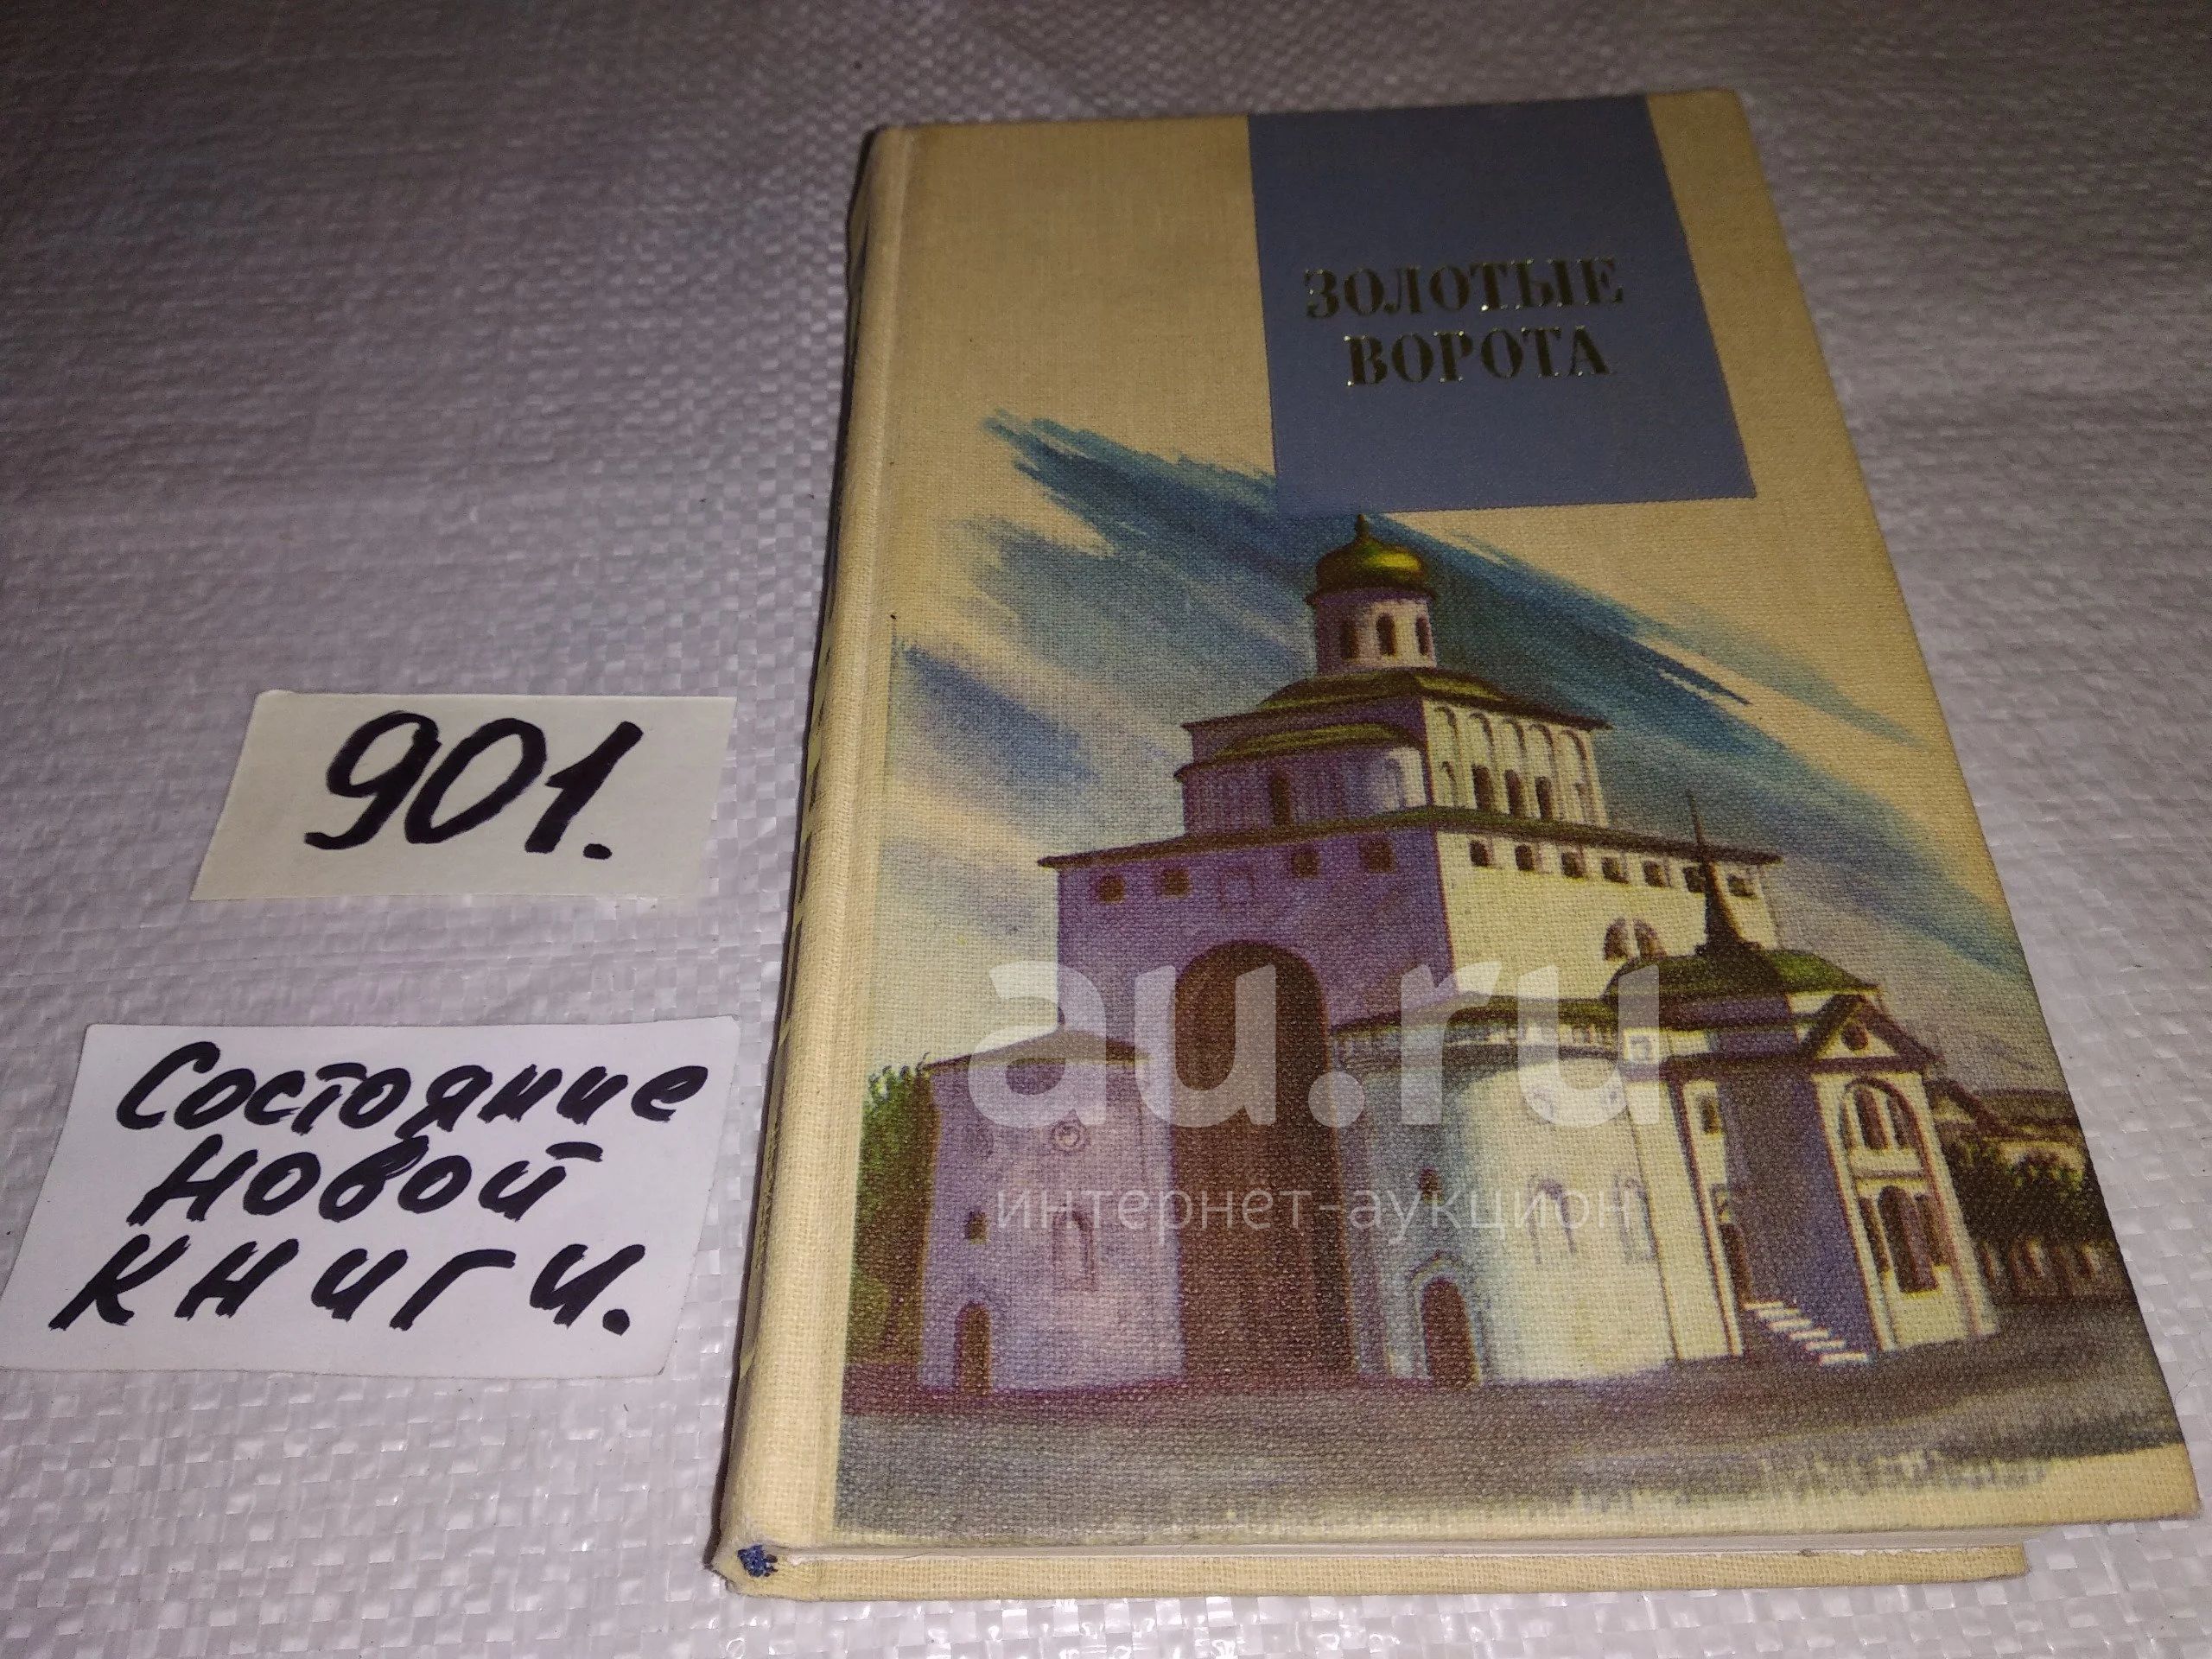 ЗОЛОТЫЕ
ВОРОТА
901.
Состояние
новой
книги.
au.ru
интернет-аукцион